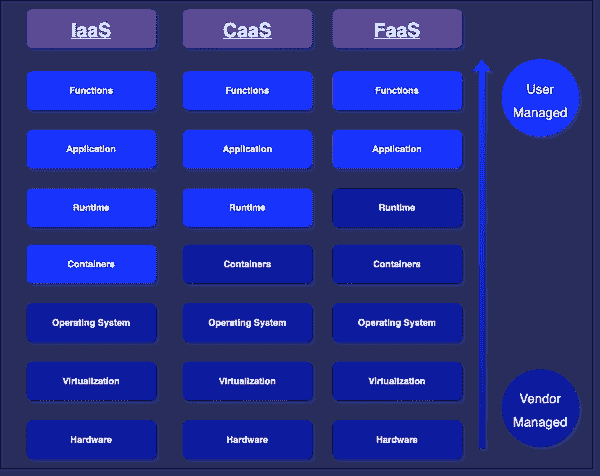 IaaS CaaS FaaS
Functions Functions Functions
User
Managed
Application Application Application
Runtime Runtime Runtime
Containers Containers Containers
Operating System Operating System Operating System
Virtualization Virtualization Virtualization
Vendor
Managed
Hardware Hardware Hardware